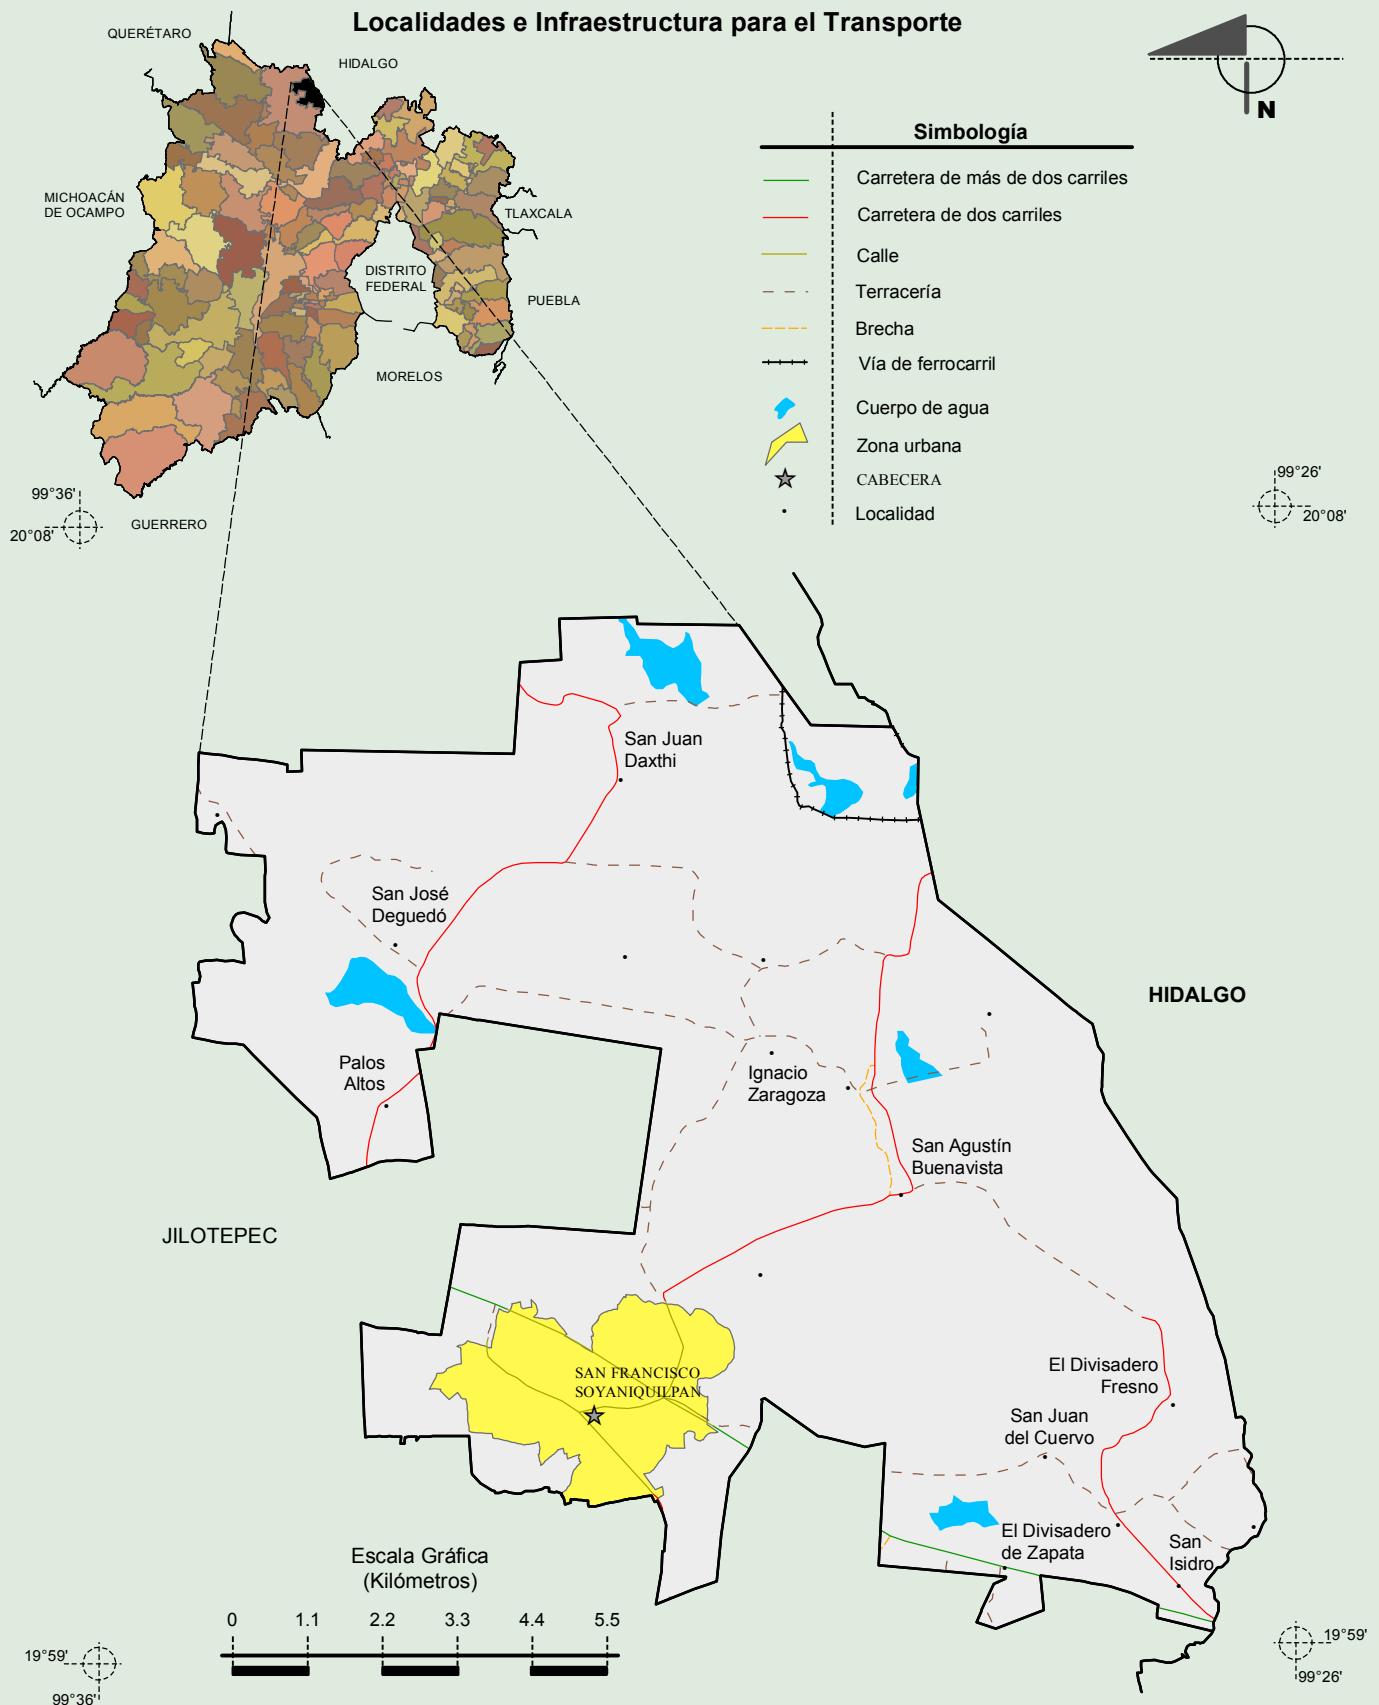 Localidades e Infraestructura para el Transporte
QUERÉTARO
HIDALGO
MICHOACÁN
DE OCAMPO
TLAXCALA
DISTRITO
FEDERAL
PUEBLA
MORELOS
GUERRERO
N
Simbología
Carretera de más de dos carriles
Carretera de dos carriles
Calle
Terracería
Brecha
Vía de ferrocarril
Cuerpo de agua
Zona urbana
CABECERA
Localidad
99°36'
20°08'
99°26'
20°08'
San Juan
Daxthi
San José
Deguedó
HIDALGO
Palos
Altos
Ignacio
Zaragoza
San Agustín
Buenavista
JILOTEPEC
SAN FRANCISCO
SOYANIQUILPAN
El Divisadero
Fresno
San Juan
del Cuervo
El Divisadero
de Zapata
San
Isidro
Escala Gráfica
(Kilómetros)
0 1.1 2.2 3.3 4.4 5.5
19°59'
99°36'
19°59'
99°26'